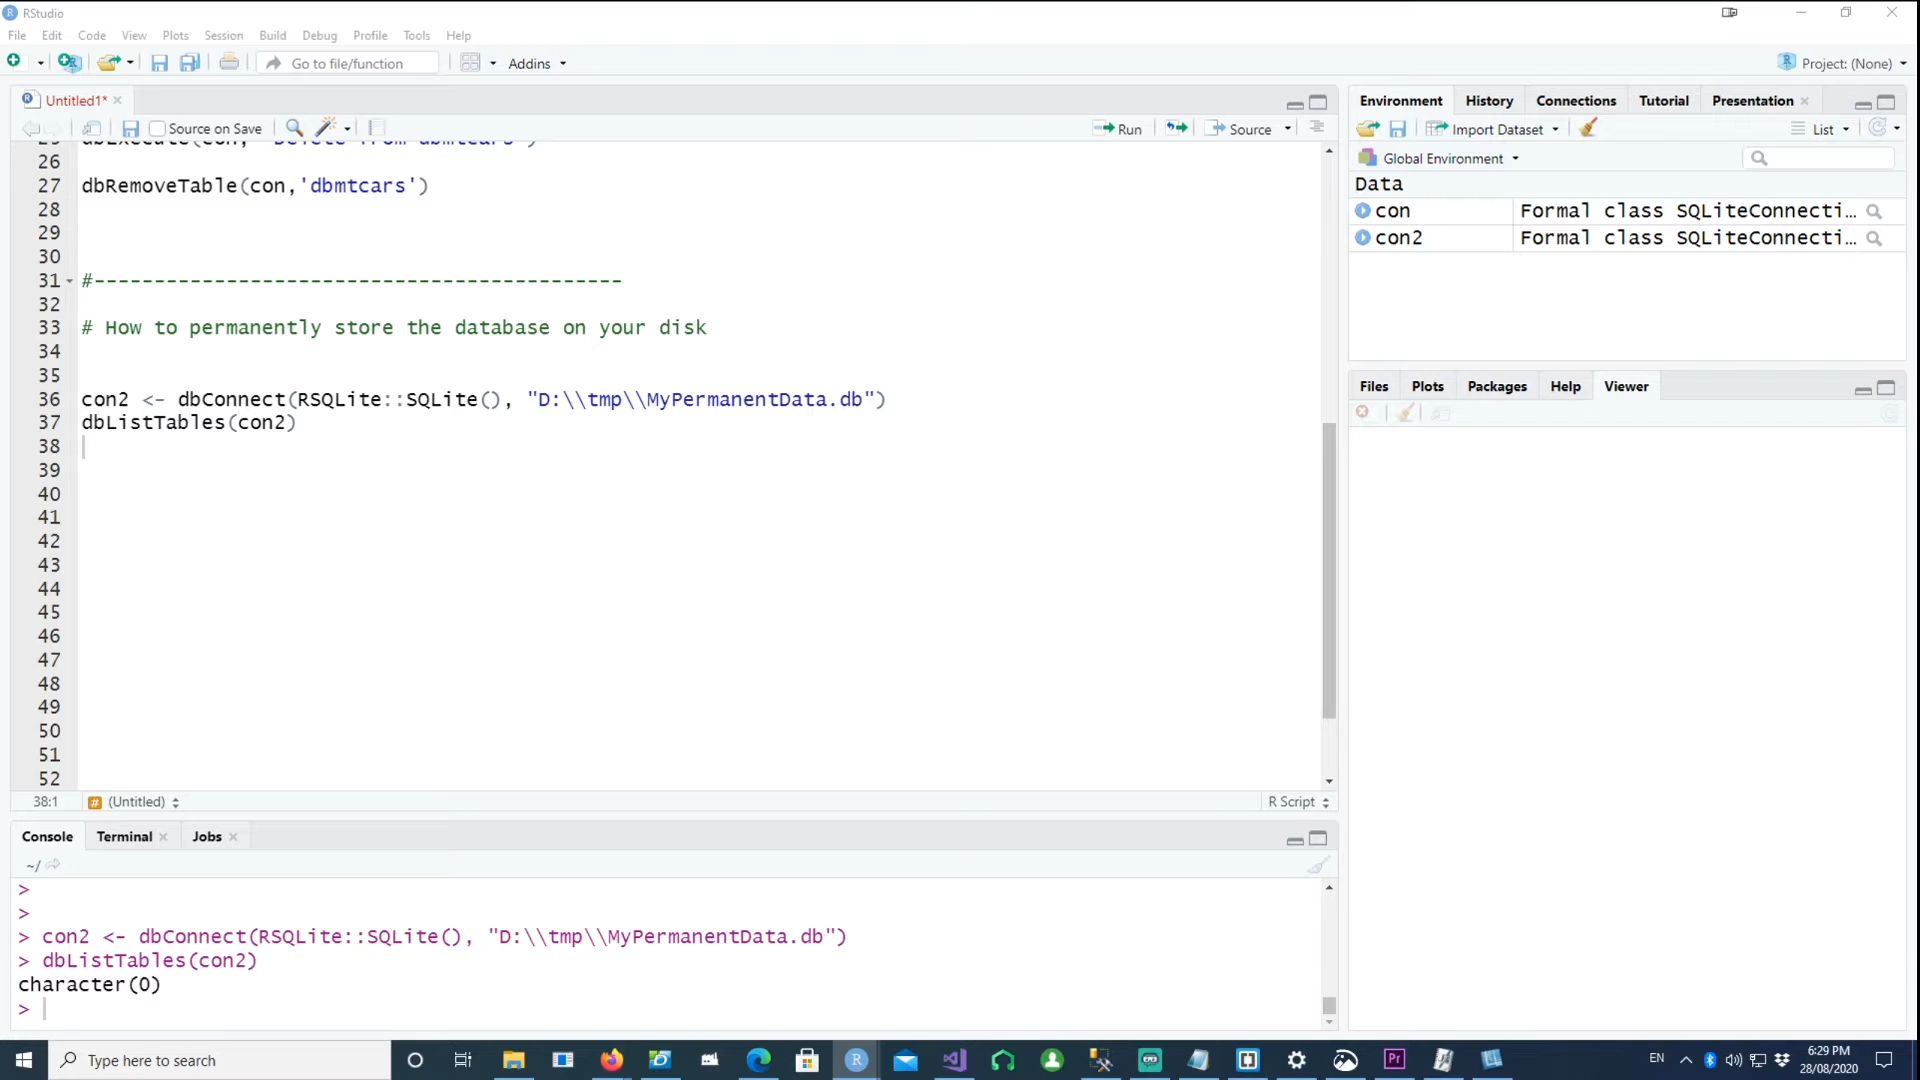 RStudio
File Edit Code View Plots Session Build Debug Profile Tools Help
Go to file/function Addins Project: (None)
Untitled1*
Source on Save Run Source
26
27 dbRemoveTable(con,'dbmtcars')
28
29
30
31 #--------------------------------------------
32
33 # How to permanently store the database on your disk
34
35
36 con2 <- dbConnect(RSQLite::SQLite(), "D:\\tmp\\MyPermanentData.db")
37 dbListTables(con2)
38
39
40
41
42
43
44
45
46
47
48
49
50
51
52
38:1 (Untitled) R Script
Console Terminal Jobs
~/
>
>
> con2 <- dbConnect(RSQLite::SQLite(), "D:\\tmp\\MyPermanentData.db")
> dbListTables(con2)
character(0)
>
Environment History Connections Tutorial Presentation
Import Dataset List
Global Environment
Data
con Formal class SQLiteConnecti…
con2 Formal class SQLiteConnecti…
Files Plots Packages Help Viewer
Type here to search
EN
6:29 PM
28/08/2020